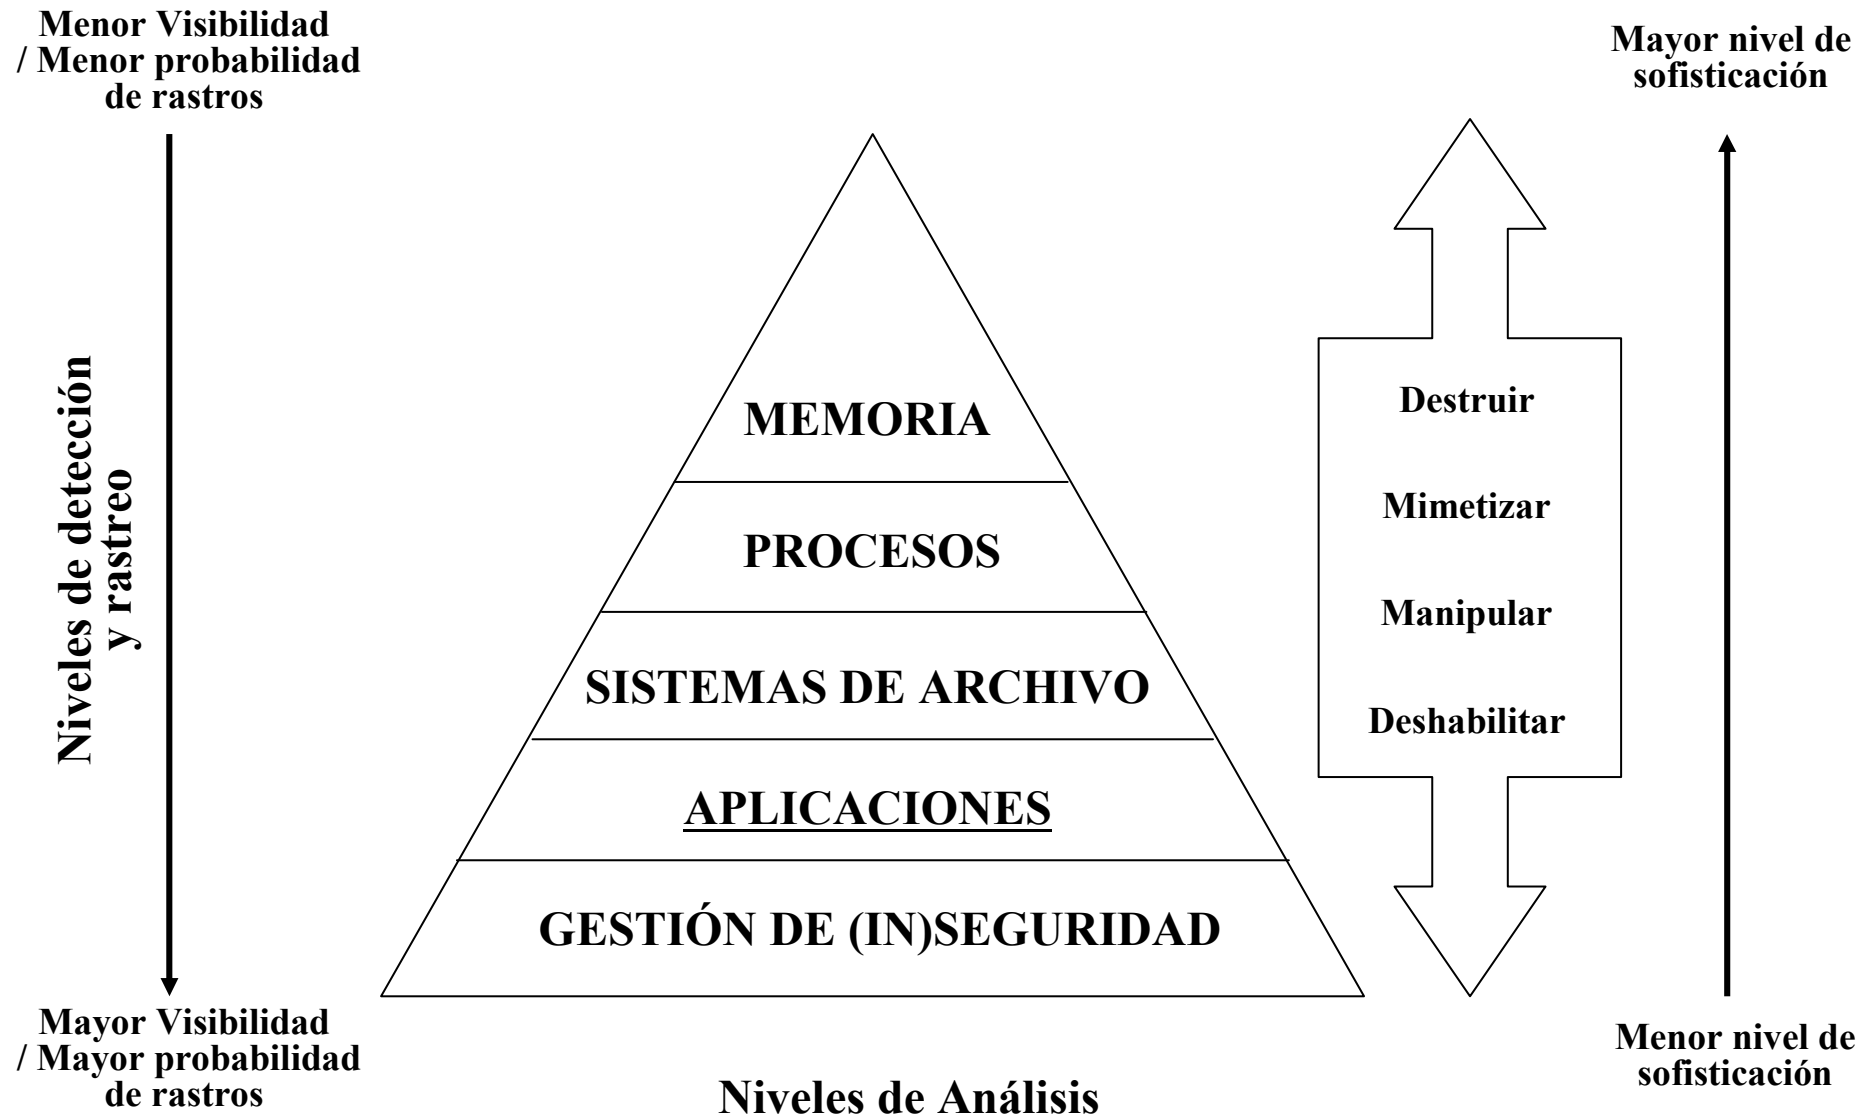 Menor Visibilidad
/ Menor probabilidad
de rastros
Mayor nivel de
sofisticación
Niveles de detección
y rastreo
MEMORIA
PROCESOS
SISTEMAS DE ARCHIVO
APLICACIONES
GESTIÓN DE (IN)SEGURIDAD
Destruir
Mimetizar
Manipular
Deshabilitar
Mayor Visibilidad
/ Mayor probabilidad
de rastros
Niveles de Análisis
Menor nivel de
sofisticación